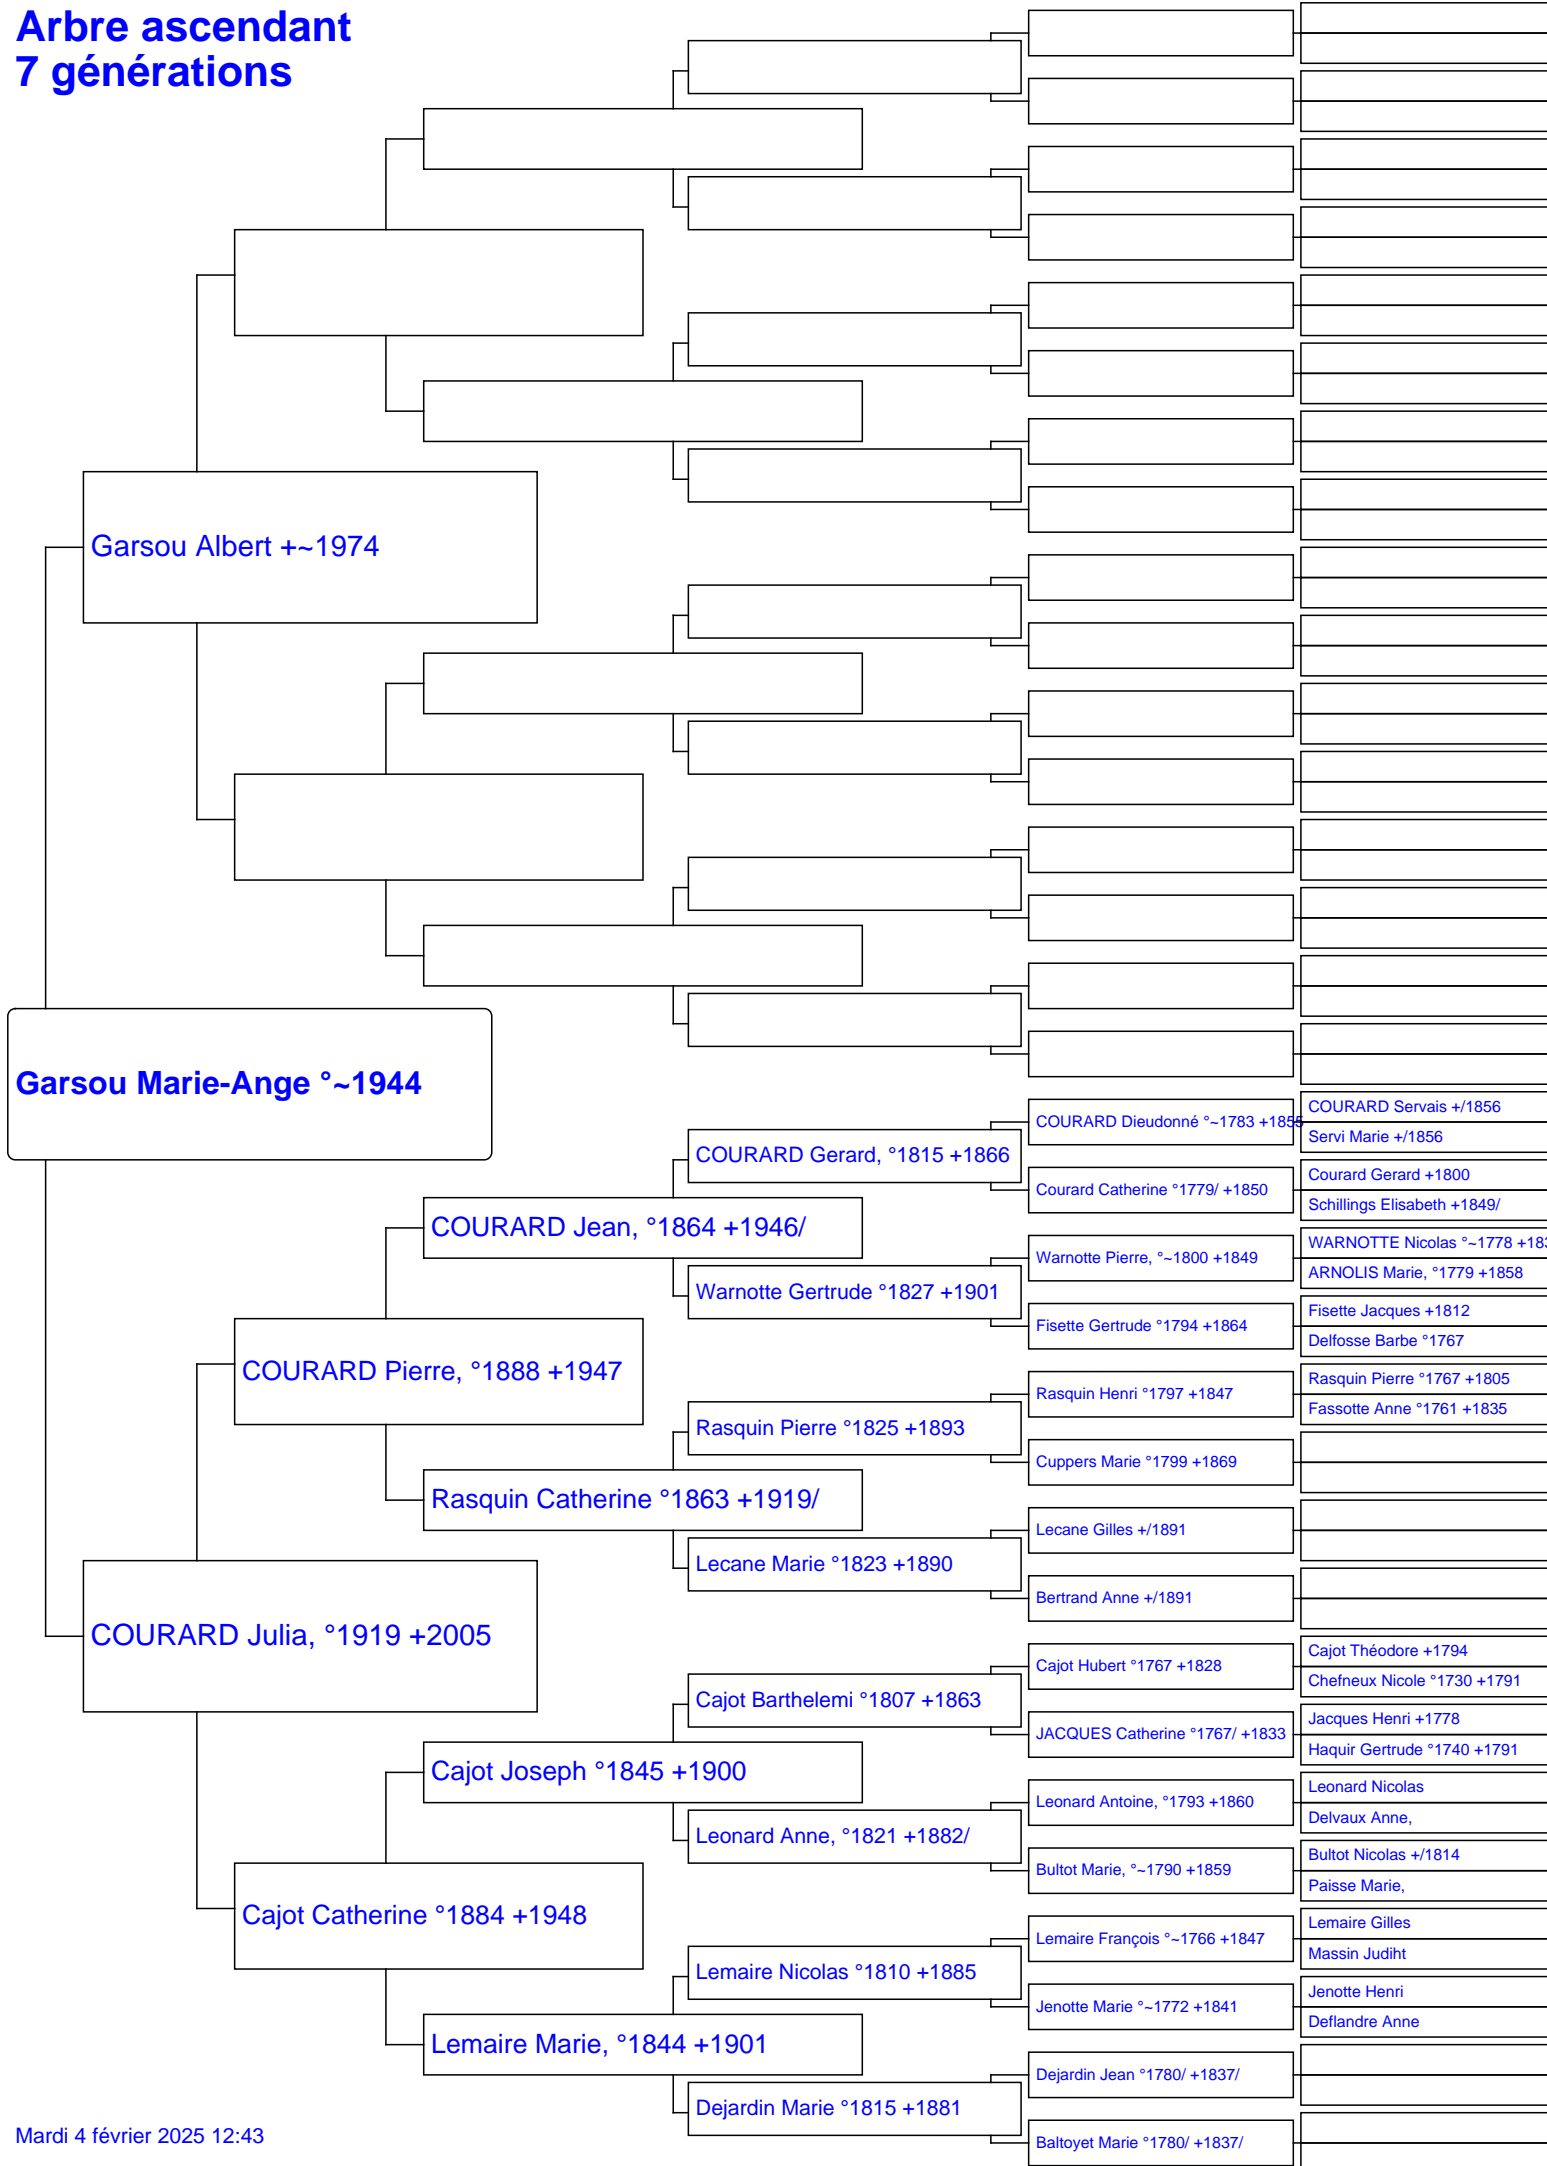 Arbre ascendant
7 générations
Garsou Albert +~1974
Garsou Marie-Ange °~1944
COURARD Julia, °1919 +2005
COURARD Pierre, °1888 +1947
Cajot Catherine °1884 +1948
COURARD Jean, °1864 +1946/
Rasquin Catherine °1863 +1919/
Cajot Joseph °1845 +1900
Lemaire Marie, °1844 +1901
COURARD Gerard, °1815 +1866
Warnotte Gertrude °1827 +1901
Rasquin Pierre °1825 +1893
Lecane Marie °1823 +1890
Cajot Barthelemi °1807 +1863
Leonard Anne, °1821 +1882/
Lemaire Nicolas °1810 +1885
Dejardin Marie °1815 +1881
COURARD Dieudonné °~1783 +1855
Courard Catherine °1779/ +1850
Warnotte Pierre, °~1800 +1849
Fisette Gertrude °1794 +1864
Rasquin Henri °1797 +1847
Cuppers Marie °1799 +1869
Lecane Gilles +/1891
Bertrand Anne +/1891
Cajot Hubert °1767 +1828
JACQUES Catherine °1767/ +1833
Leonard Antoine, °1793 +1860
Bultot Marie, °~1790 +1859
Lemaire François °~1766 +1847
Jenotte Marie °~1772 +1841
Dejardin Jean °1780/ +1837/
Baltoyet Marie °1780/ +1837/
COURARD Servais +/1856
Servi Marie +/1856
Courard Gerard +1800
Schillings Elisabeth +1849/
WARNOTTE Nicolas °~1778
ARNOLIS Marie, °1779 +1858
Fisette Jacques +1812
Delfosse Barbe °1767
Rasquin Pierre °1767 +1805
Fassotte Anne °1761 +1835
Cajot Théodore +1794
Chefneux Nicole °1730 +1791
Jacques Henri +1778
Haquir Gertrude °1740 +1791
Leonard Nicolas
Delvaux Anne,
Bultot Nicolas +/1814
Paisse Marie,
Lemaire Gilles
Massin Judiht
Jenotte Henri
Deflandre Anne
Mardi 4 février 2025 12:43